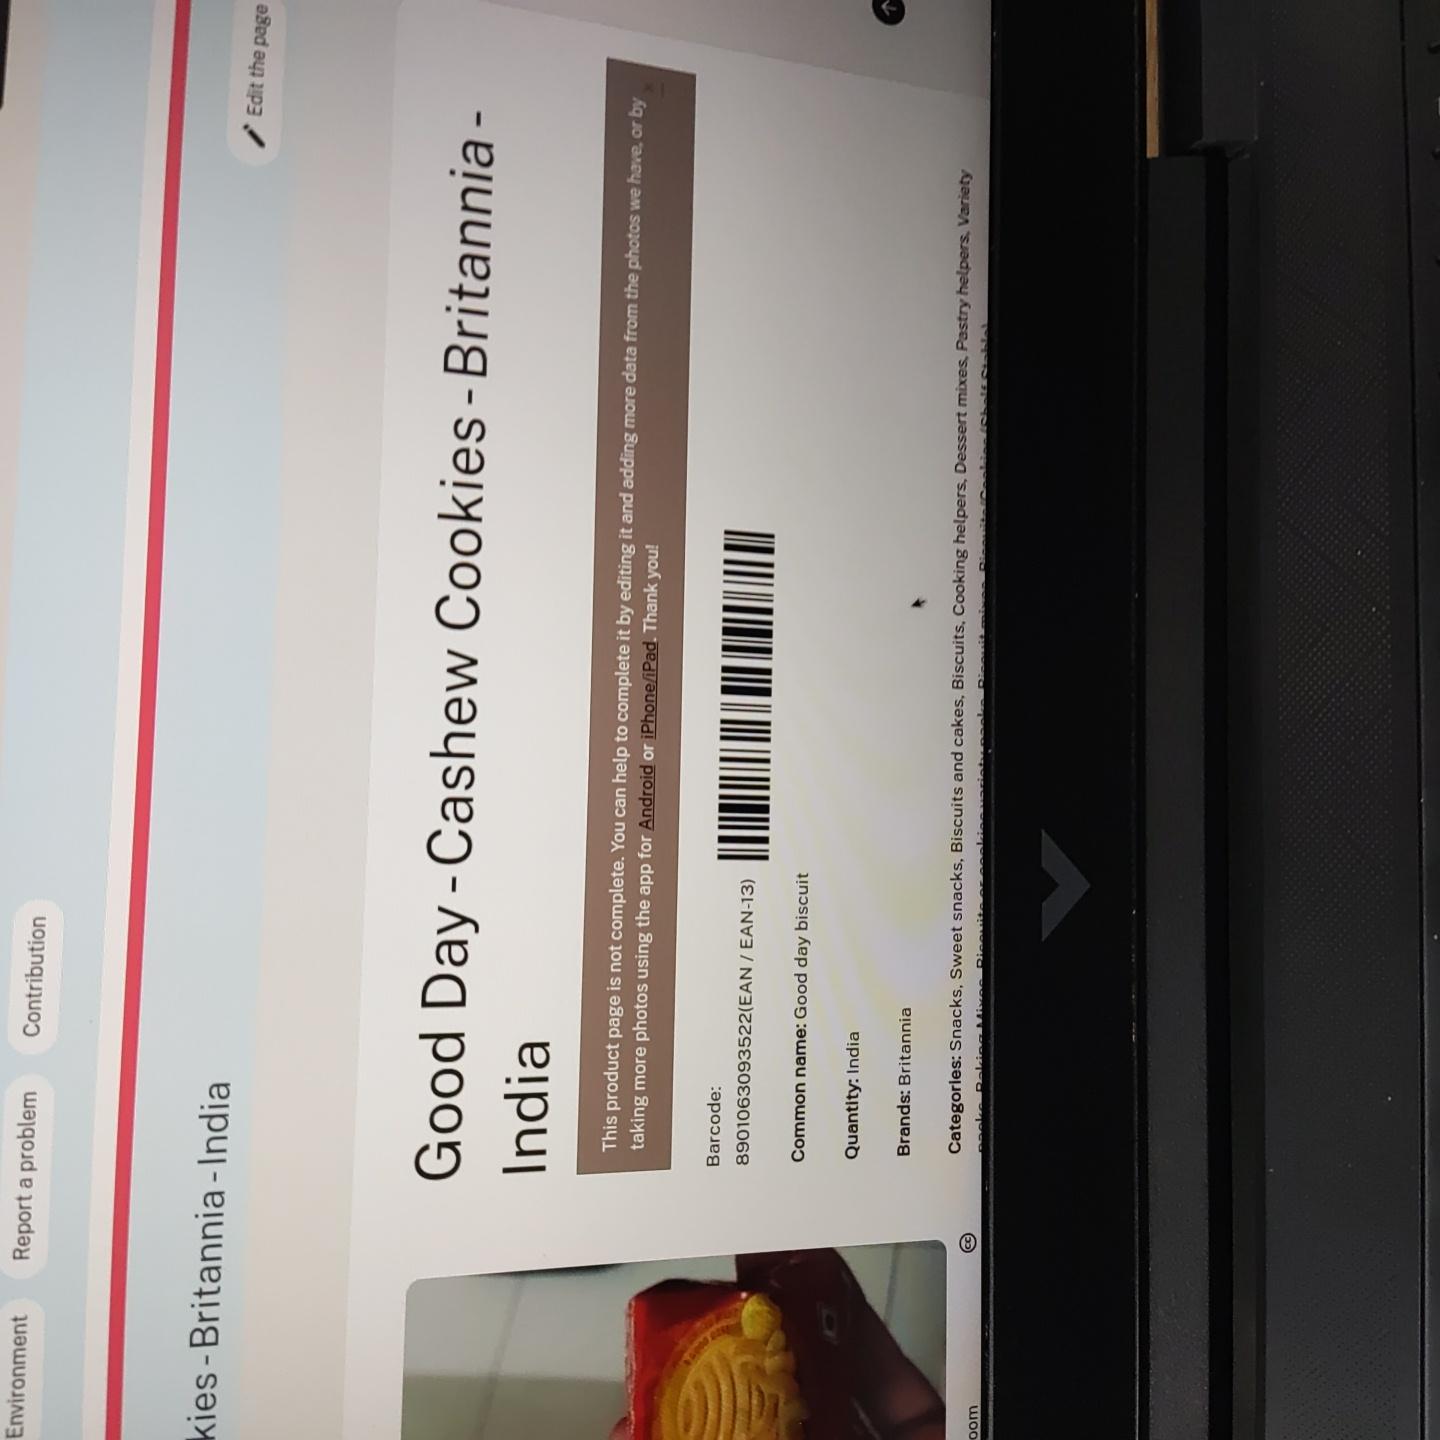 Environment
Report a problem
Contribution
kies - Britannia - India
Edit the page
Good Day - Cashew Cookies - Britannia -
India
This product page is not complete. You can help to complete it by editing it and adding more data from the photos we have, or by
taking more photos using the app for Android or iPhone/iPad. Thank you!
Barcode:
8901063093522(EAN / EAN-13)
Common name: Good day biscuit
Quantity: India
Brands: Britannia
Categories: Snacks, Sweet snacks, Biscuits and cakes, Biscuits, Cooking helpers, Dessert mixes, Pastry helpers, Variety
oom